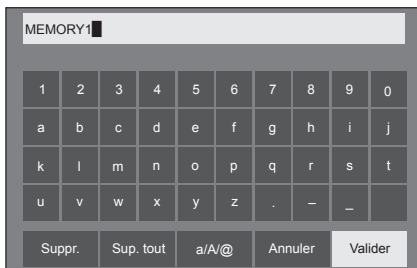 MEMORY1
1 2 3 4 5 6 7 8 9 0
a b c d e f g h i j
k l m n o p q r s t
u v w x y z . – _
Suppr. Sup. tout a/A/@ Annuler Valider